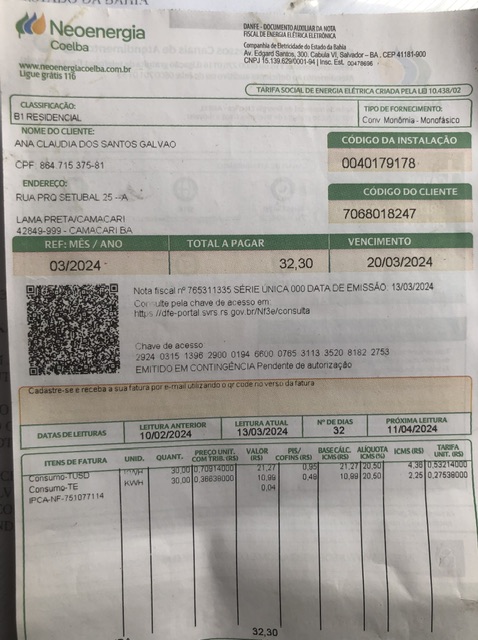 Neoenergia
Coelba
www.neoenergiacoelba.com.br
Ligue grátis 116
DANFE - DOCUMENTO AUXILIAR DA NOTA
FISCAL DE ENERGIA ELÉTRICA ELETRÔNICA
Companhia de Eletricidade do Estado da Bahia
Av. Edgard Santos, 300. Cabula VI, Salvador - BA , CEP 41181-900
CNPJ 15.139.629/0001-94 | Insc. Est. 00478696
TARIFA SOCIAL DE ENERGIA ELÉTRICA CRIADA PELA LEI 10.438/02
CLASSIFICAÇÃO:
B1 RESIDENCIAL
TIPO DE FORNECIMENTO:
Conv. Monômia - Monofásico
NOME DO CLIENTE:
ANA CLAUDIA DOS SANTOS GALVAO
CPF: 864.715.375-81
ENDEREÇO:
RUA PRQ SETUBAL 25 --A
LAMA PRETA/CAMACARI
42849-999 - CAMACARI BA
CÓDIGO DA INSTALAÇÃO
0040179178
CÓDIGO DO CLIENTE
7068018247
REF: MÊS / ANO TOTAL A PAGAR VENCIMENTO
03/2024 32,30 20/03/2024
Nota fiscal nº 765311335 SÉRIE ÚNICA 000 DATA DE EMISSÃO: 13/03/2024
Consulte pela chave de acesso em:
https://dfe-portal.svrs.rs.gov.br/Nf3e/consulta
Chave de acesso
2924 0315 1396 2900 0194 6600 0765 3113 3520 8182 2753
EMITIDO EM CONTINGÊNCIA Pendente de autorização
Cadastre-se e receba a sua fatura por e-mail utilizando o qr code no verso da fatura
DATAS DE LEITURAS LEITURA ANTERIOR LEITURA ATUAL Nº DE DIAS PRÓXIMA LEITURA
10/02/2024 13/03/2024 32 11/04/2024
ITENS DE FATURA UNID. QUANT. PREÇO UNIT. COM TRIB. (R$) VALOR (R$) PIS/ COFINS (R$) BASE CÁLC. ICMS (R$) ALÍQUOTA ICMS (%) ICMS (R$) TARIFA UNIT. (R$)
Consumo-TUSD KWH 30,00 0,70914000 21,27 0,95 21,27 20,50 4,36 0,53214000
Consumo-TE KWH 30,00 0,36638000 10,99 0,49 10,99 20,50 2,25 0,27539000
IPCA-NF-751077114 0,04
32,30